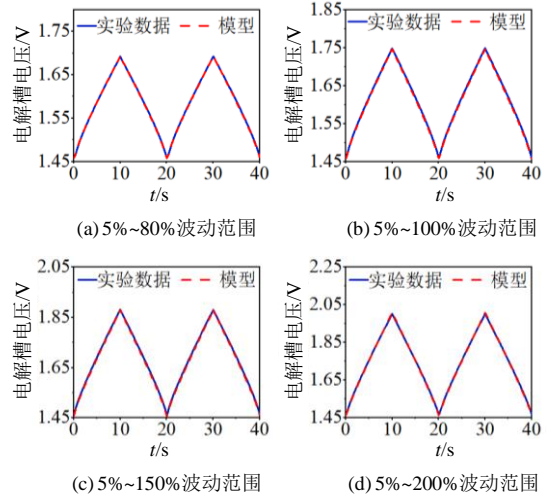 实验数据 模型
电解槽电压/V
1.75
1.65
1.55
1.45
0 10 20 30 40
t/s
(a) 5%~80%波动范围
实验数据 模型
电解槽电压/V
1.85
1.75
1.65
1.55
1.45
0 10 20 30 40
t/s
(b) 5%~100%波动范围
实验数据 模型
电解槽电压/V
2.05
1.85
1.65
1.45
0 10 20 30 40
t/s
(c) 5%~150%波动范围
实验数据 模型
电解槽电压/V
2.25
2.05
1.85
1.65
1.45
0 10 20 30 40
t/s
(d) 5%~200%波动范围